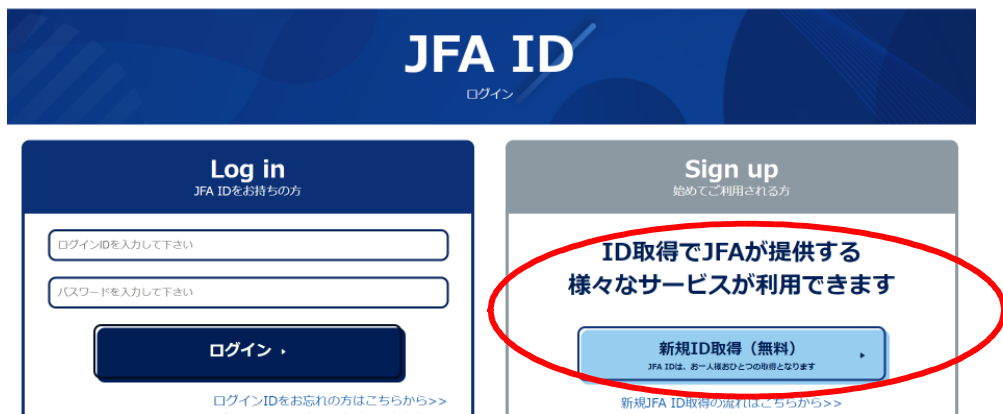 JFA ID
ログイン
Log in
JFA IDをお持ちの方
ログインIDを入力して下さい
パスワードを入力して下さい
ログイン
ログインIDをお忘れの方はこちらから>>
Sign up
始めてご利用される方
ID取得でJFAが提供する
様々なサービスが利用できます
新規ID取得（無料）
JFA IDは、お一人様おひとつの取得となります
新規JFA ID取得の流れはこちらから>>